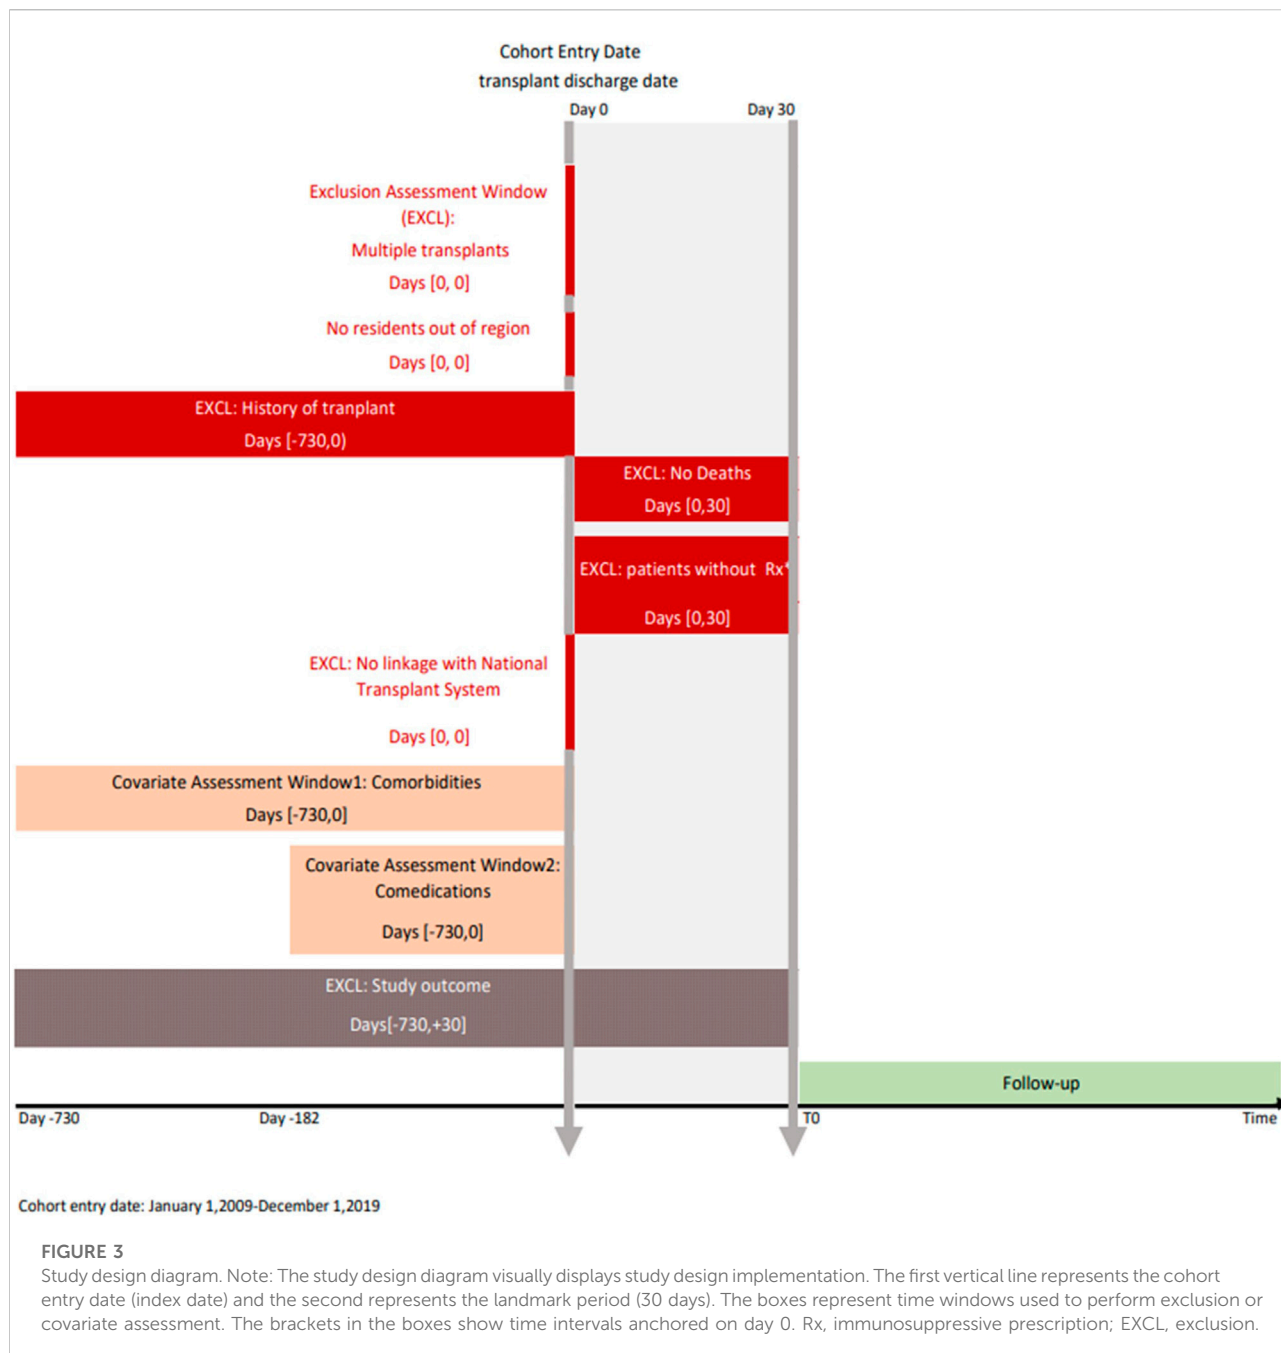 Cohort Entry Date
transplant discharge date
Day 0
Day 30
Exclusion Assessment Window
(EXCL):
Multiple transplants
Days [0, 0]
No residents out of region
Days [0, 0]
EXCL: History of tranplant
Days [-730,0)
EXCL: No Deaths
Days [0,30]
EXCL: patients without Rx*
Days [0,30]
EXCL: No linkage with National
Transplant System
Days [0, 0]
Covariate Assessment Window1: Comorbidities
Days [-730,0]
Covariate Assessment Window2:
Comedications
Days [-730,0]
EXCL: Study outcome
Days[-730,+30]
Follow-up
Day -730
Day -182
T0
Time
Cohort entry date: January 1,2009-December 1,2019
FIGURE 3
Study design diagram. Note: The study design diagram visually displays study design implementation. The first vertical line represents the cohort
entry date (index date) and the second represents the landmark period (30 days). The boxes represent time windows used to perform exclusion or
covariate assessment. The brackets in the boxes show time intervals anchored on day 0. Rx, immunosuppressive prescription; EXCL, exclusion.